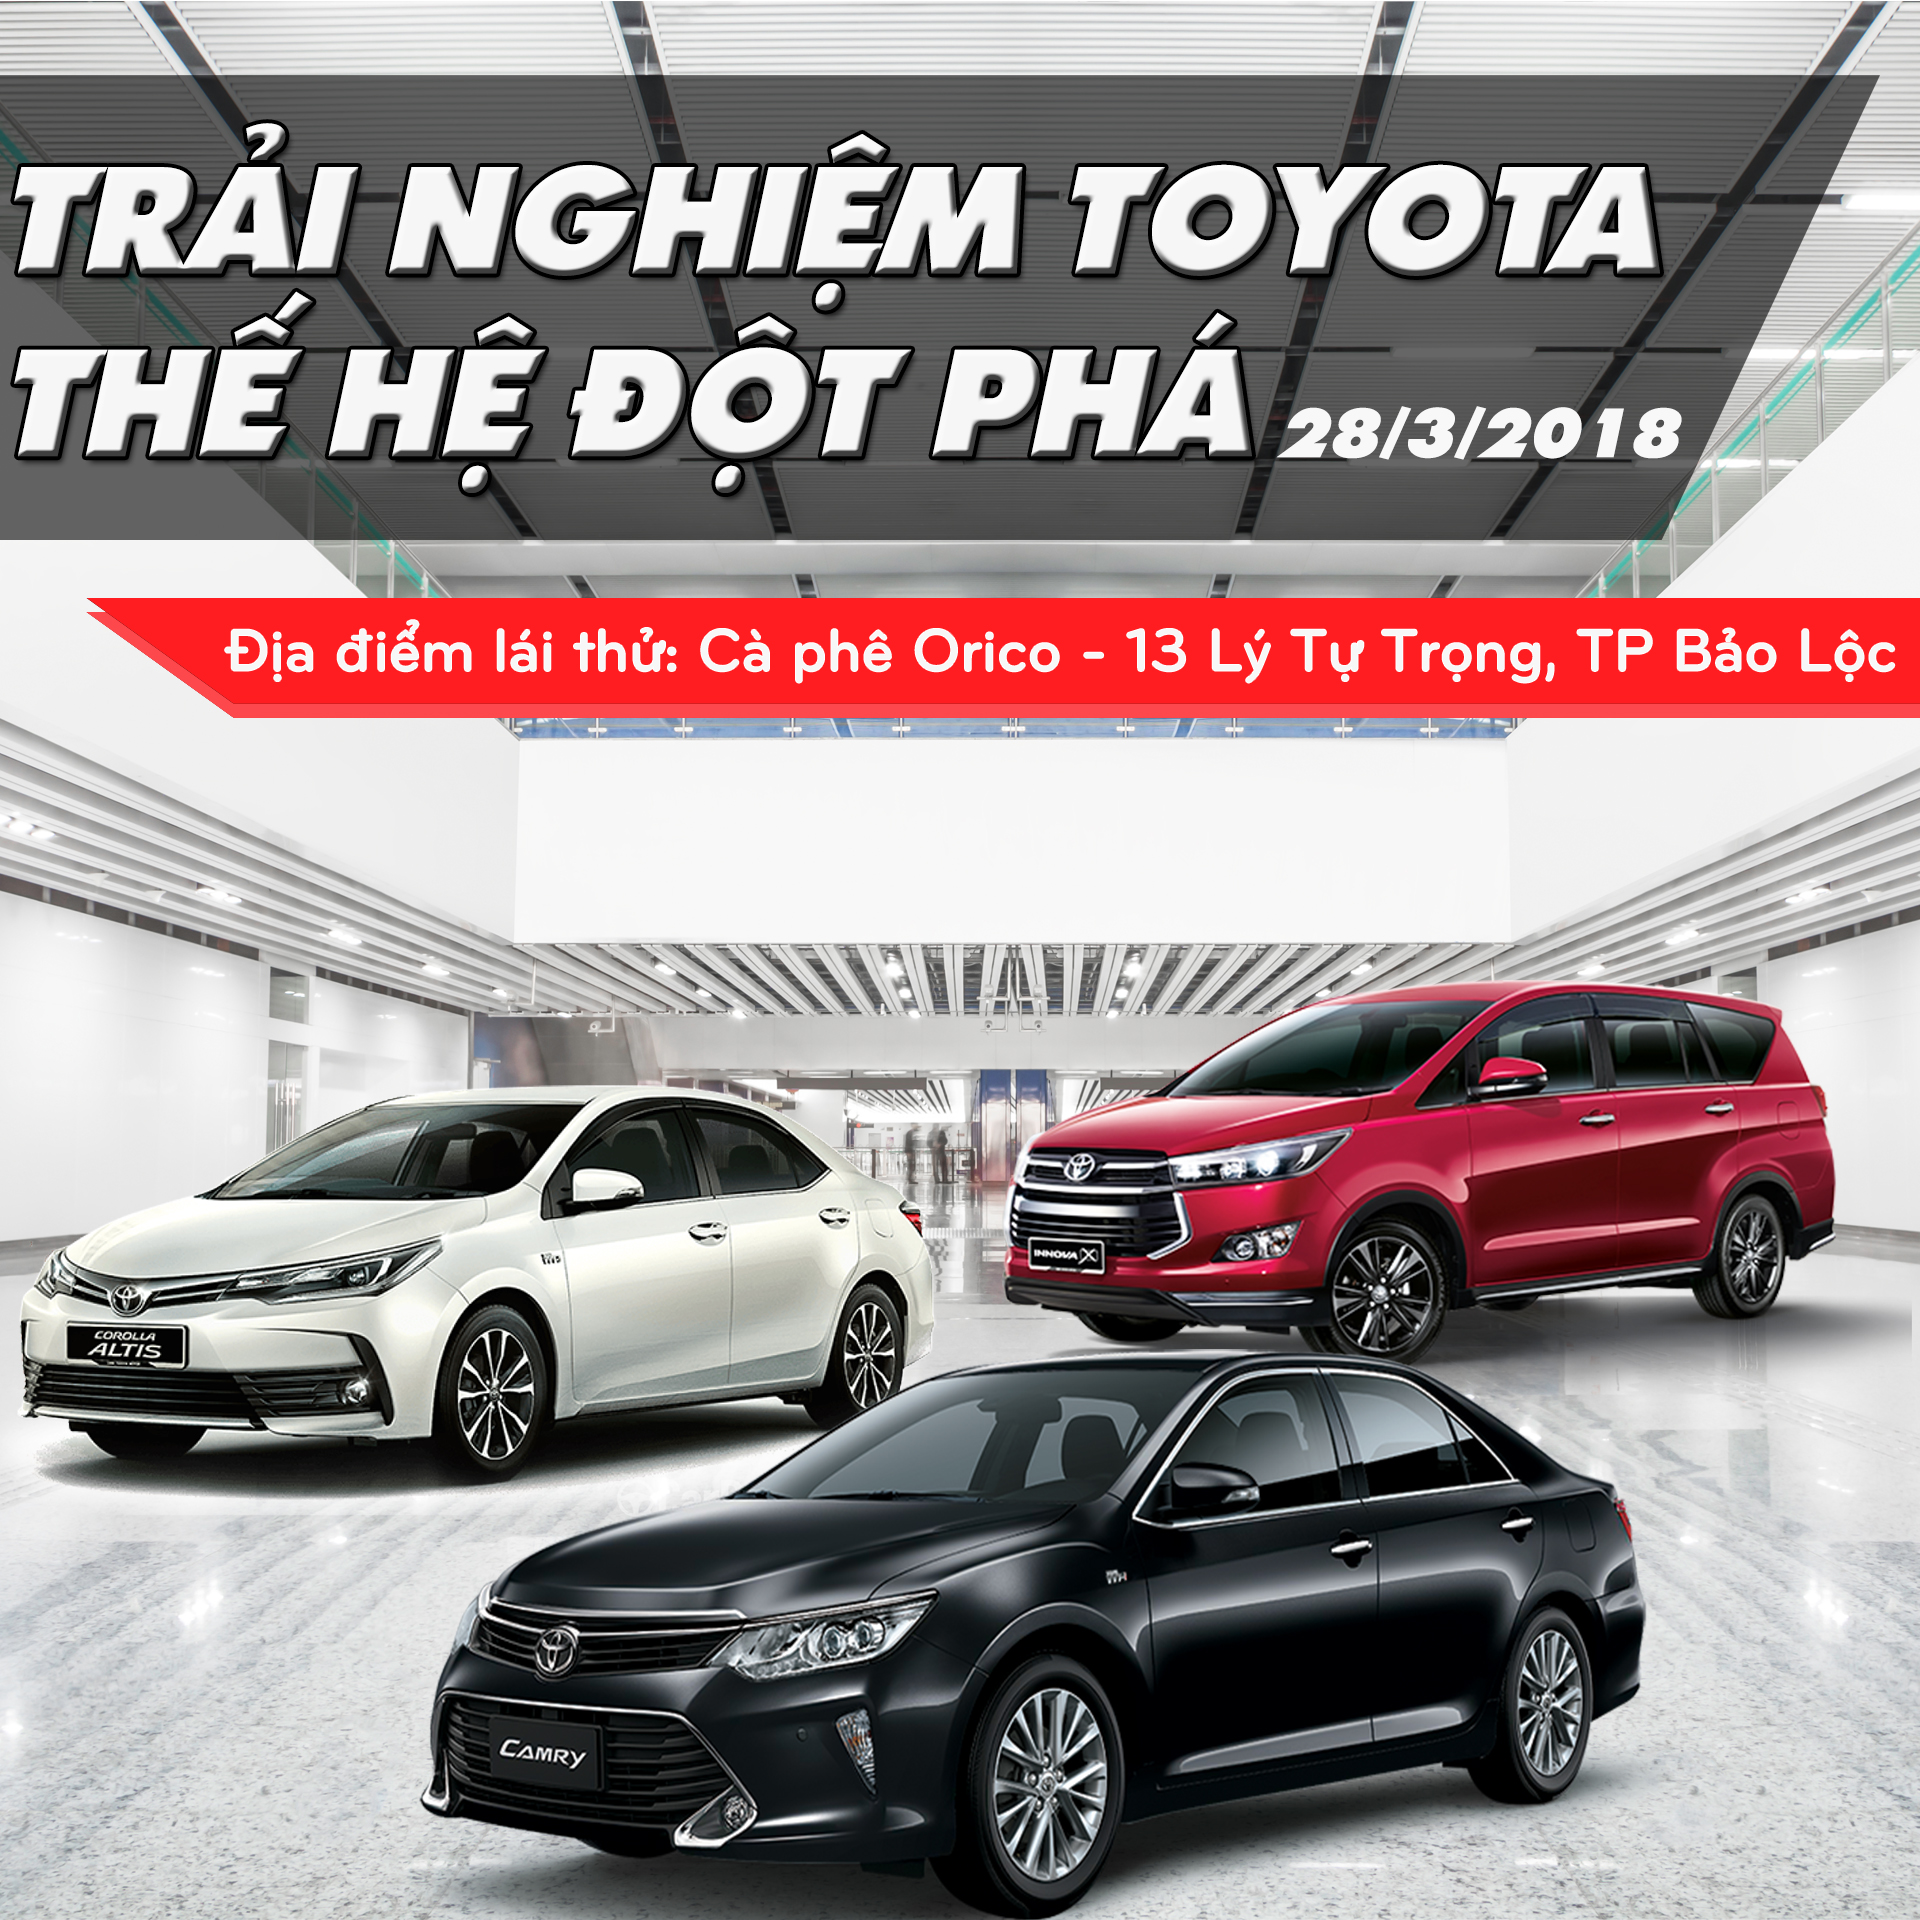 TRẢI NGHIỆM TOYOTA
THẾ HỆ ĐỘT PHÁ 28/3/2018
Địa điểm lái thử: Cà phê Orico - 13 Lý Tự Trọng, TP Bảo Lộc
INNOVA X
COROLLA
ALTIS
CAMRY